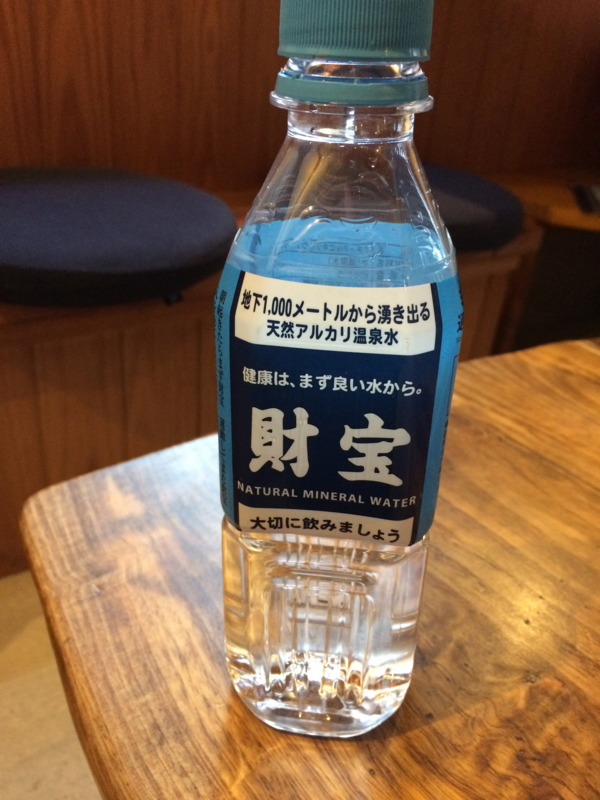 地下1,000メートルから湧き出る
天然アルカリ温泉水
健康は、まず良い水から。
財宝
NATURAL MINERAL WATER
大切に飲みましょう